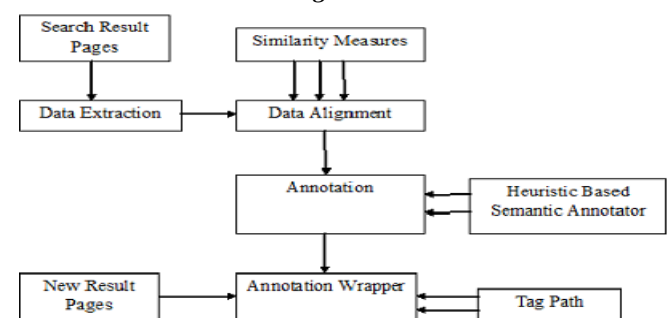 Search Result
Pages
Similarity Measures
Data Extraction
Data Alignment
Annotation
Heuristic Based
Semantic Annotator
New Result
Pages
Annotation Wrapper
Tag Path